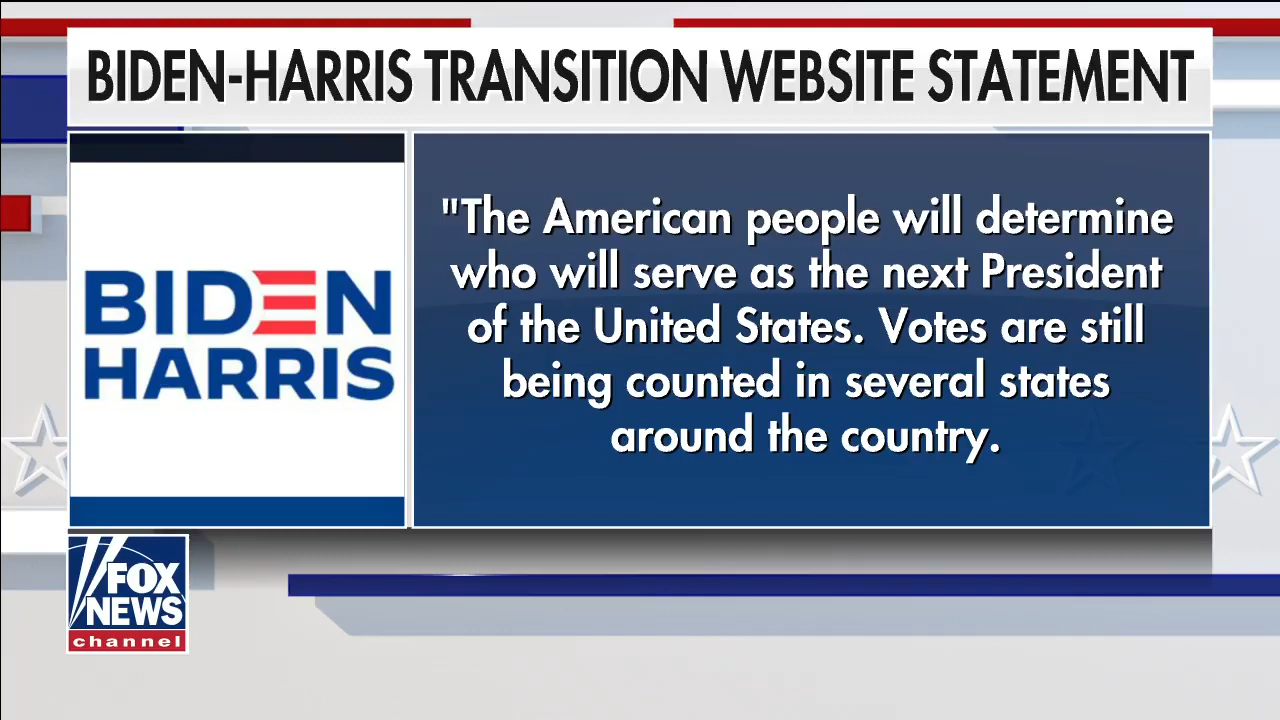 BIDEN-HARRIS TRANSITION WEBSITE STATEMENT
BIDEN
HARRIS
"The American people will determine
who will serve as the next President
of the United States. Votes are still
being counted in several states
around the country.
FOX
NEWS
channel